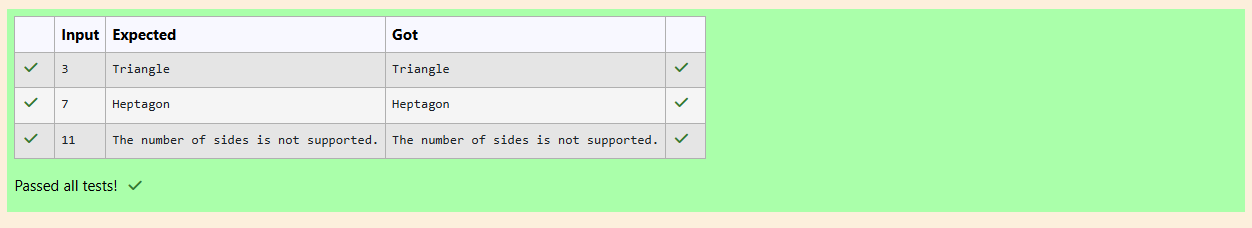 Input Expected Got
3 Triangle Triangle
7 Heptagon Heptagon
11 The number of sides is not supported. The number of sides is not supported.
Passed all tests!